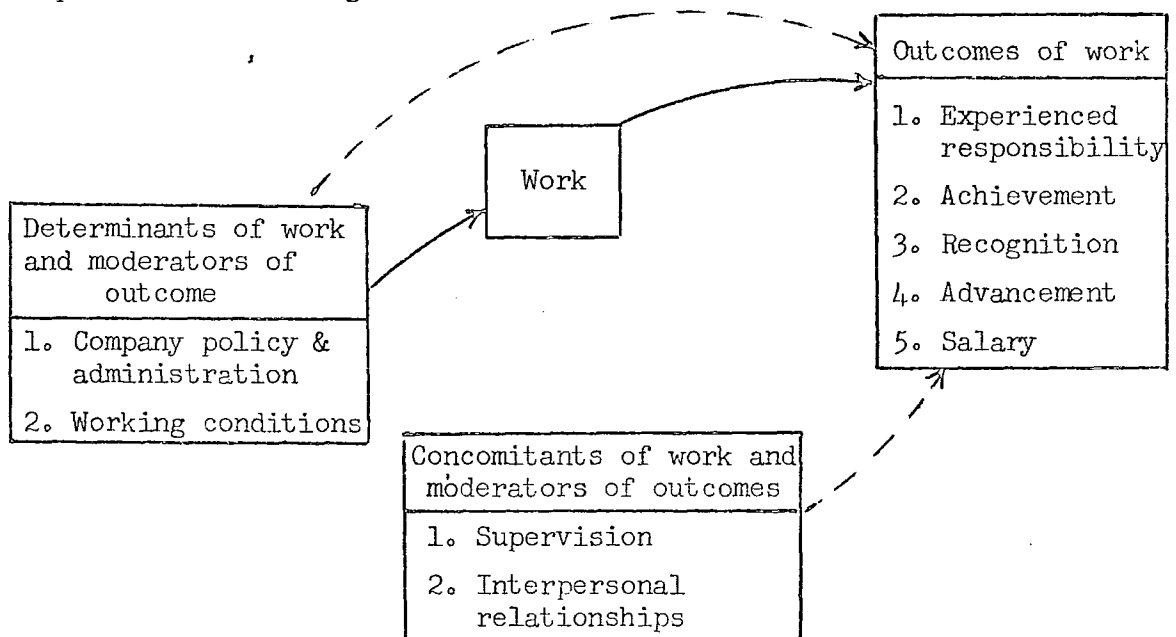 Outcomes of work
1. Experienced
responsibility
2. Achievement
3. Recognition
4. Advancement
5. Salary
Work
Determinants of work
and moderators of
outcome
1. Company policy &
administration
2. Working conditions
Concomitants of work and
moderators of outcomes
1. Supervision
2. Interpersonal
relationships